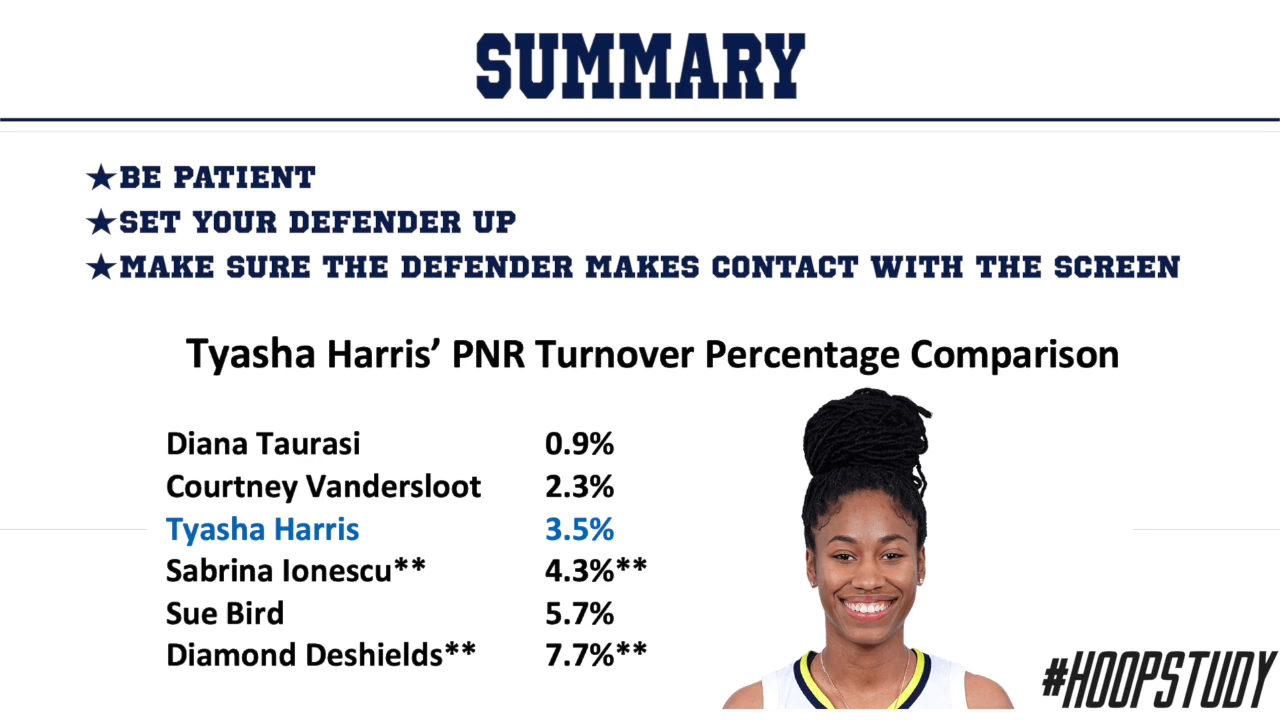 SUMMARY
★BE PATIENT
★SET YOUR DEFENDER UP
★MAKE SURE THE DEFENDER MAKES CONTACT WITH THE SCREEN
Tyasha Harris’ PNR Turnover Percentage Comparison
Diana Taurasi 0.9%
Courtney Vandersloot 2.3%
Tyasha Harris 3.5%
Sabrina Ionescu** 4.3%**
Sue Bird 5.7%
Diamond Deshields** 7.7%**
#HOOPSTUDY